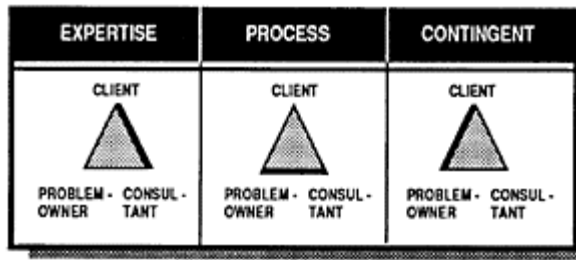 EXPERTISE PROCESS CONTINGENT
CLIENT CLIENT CLIENT
PROBLEM - CONSUL - PROBLEM - CONSUL - PROBLEM - CONSUL -
OWNER TANT OWNER TANT OWNER TANT